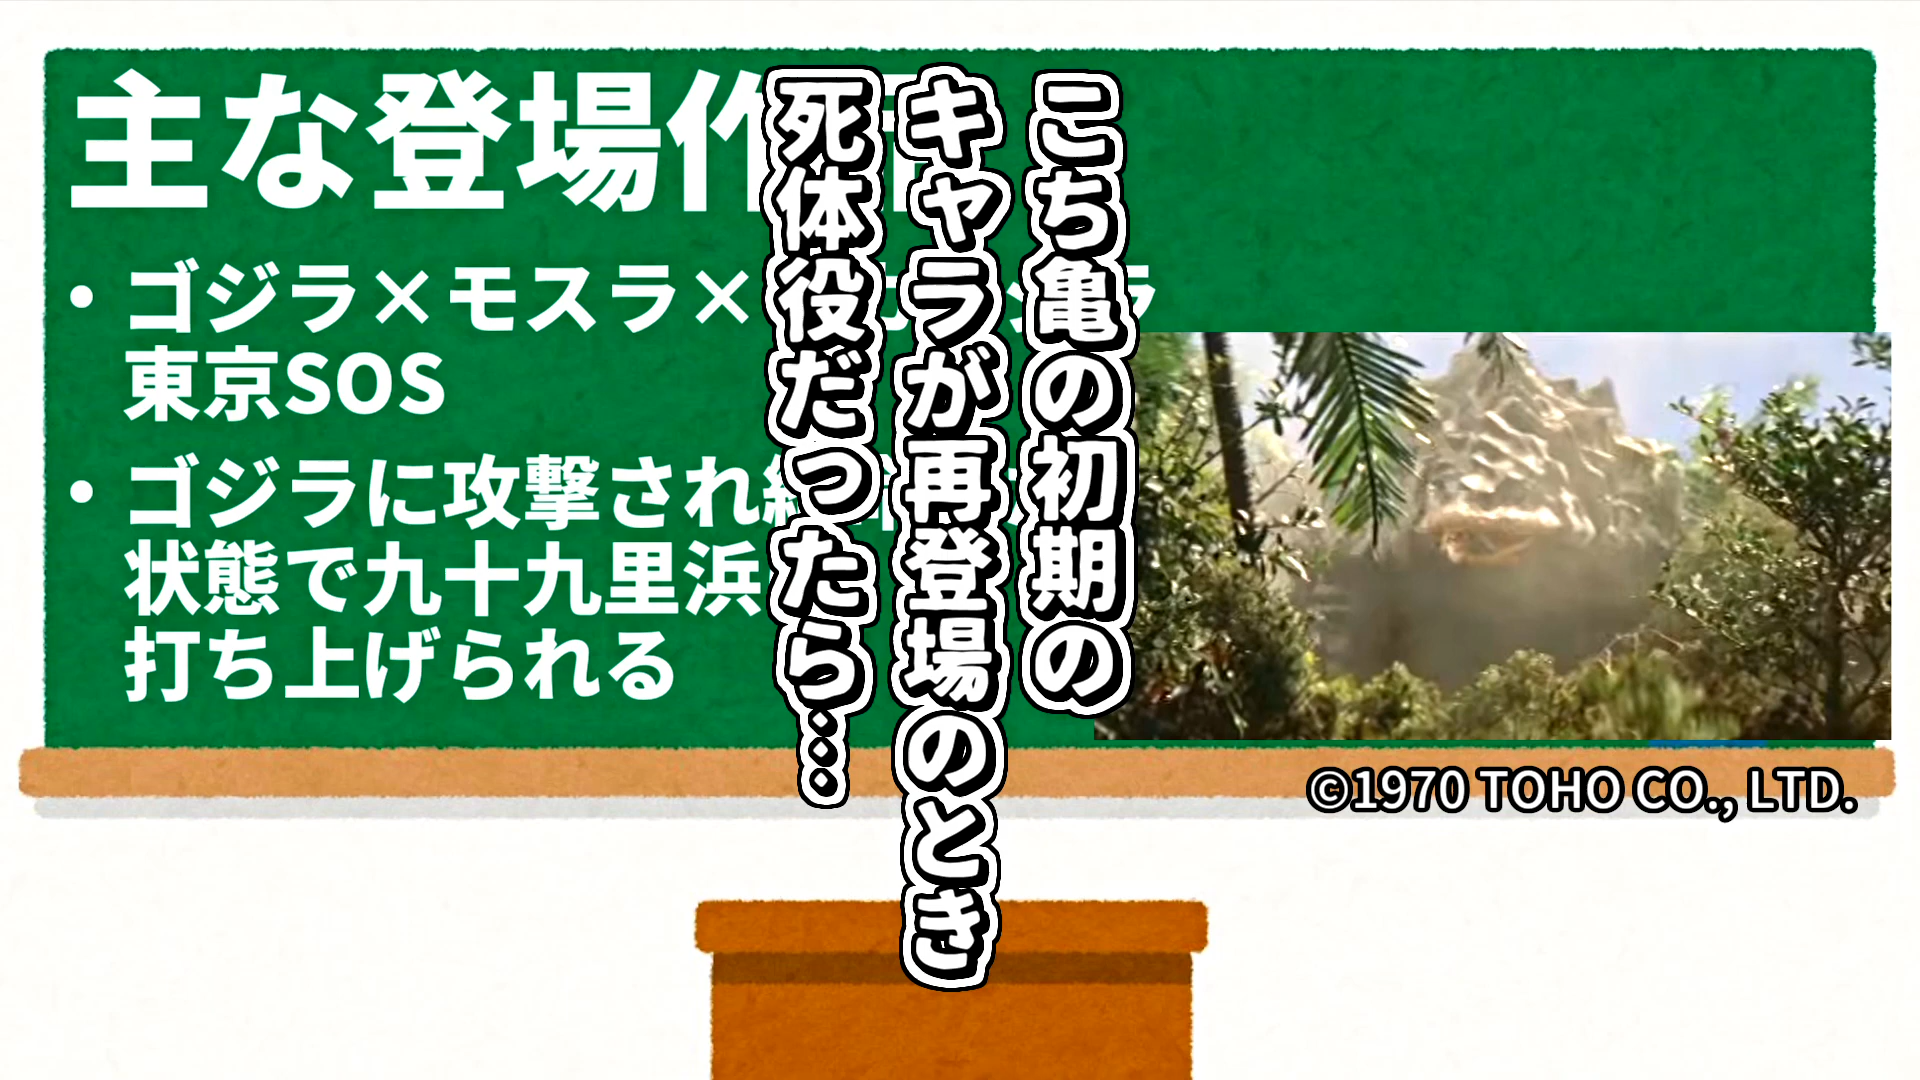 主な登場作
・ゴジラ×モスラ×
東京SOS
・ゴジラに攻撃され
状態で九十九里浜
打ち上げられる
こち亀の初期の
キャラが再登場のとき
死体役だったら…
©1970 TOHO CO., LTD.